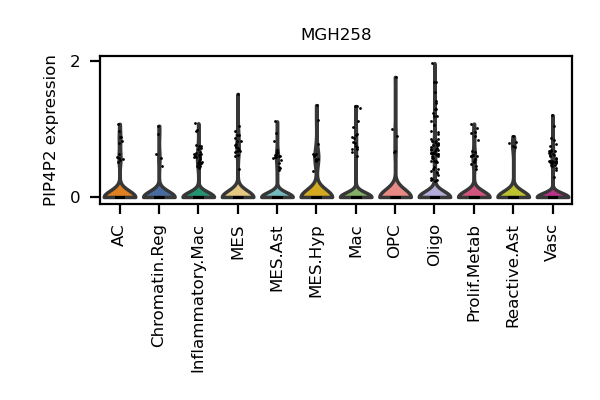 MGH258
PIP4P2 expression
2
0
AC
Chromatin.Reg
Inflammatory.Mac
MES
MES.Ast
MES.Hyp
Mac
OPC
Oligo
Prolif.Metab
Reactive.Ast
Vasc